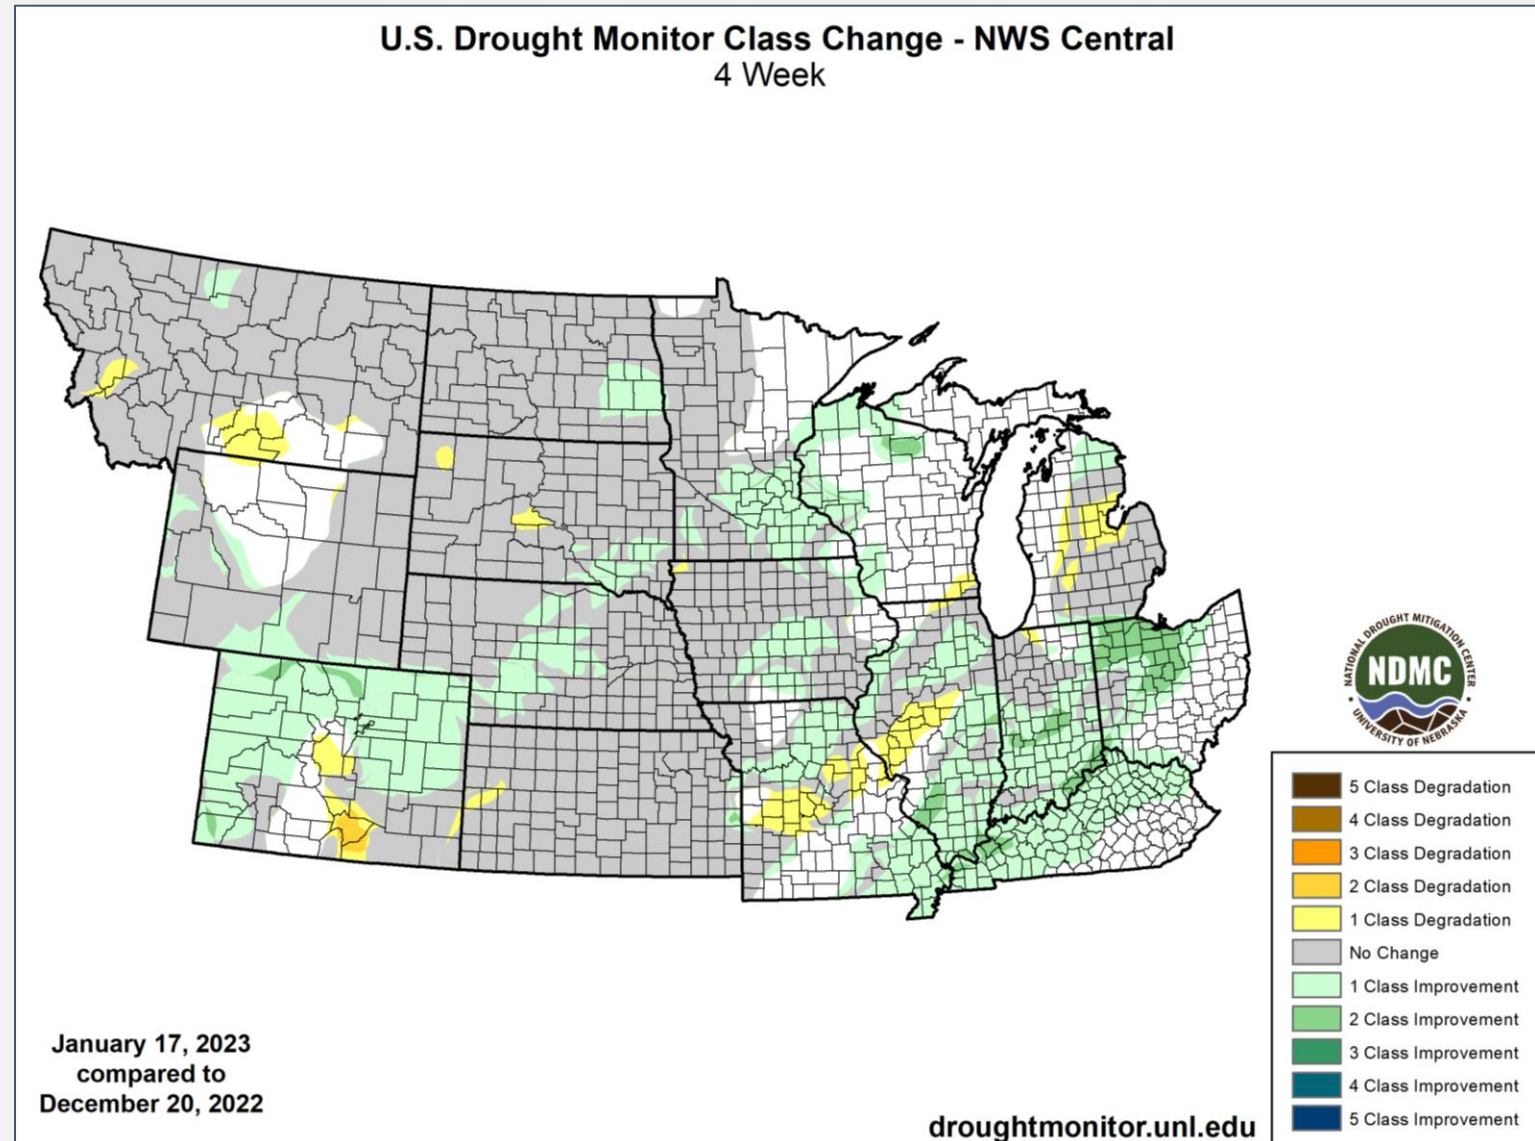 U.S. Drought Monitor Class Change - NWS Central
4 Week
NATIONAL DROUGHT MITIGATION CENTER
NDMC
UNIVERSITY OF NEBRASKA
5 Class Degradation
4 Class Degradation
3 Class Degradation
2 Class Degradation
1 Class Degradation
No Change
1 Class Improvement
2 Class Improvement
3 Class Improvement
4 Class Improvement
5 Class Improvement
January 17, 2023
compared to
December 20, 2022
droughtmonitor.unl.edu